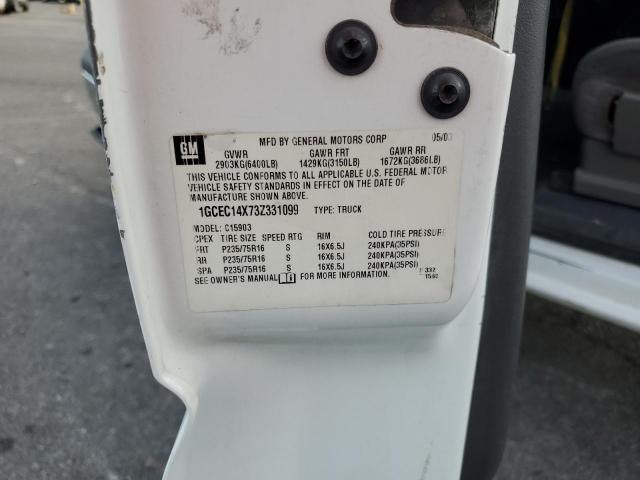 GM
MFD BY GENERAL MOTORS CORP 05/03
GVWR GAWR FRT GAWR RR
2903KG(6400LB) 1429KG(3150LB) 1672KG(3686LB)
THIS VEHICLE CONFORMS TO ALL APPLICABLE U.S. FEDERAL MOTOR
VEHICLE SAFETY STANDARDS IN EFFECT ON THE DATE OF
MANUFACTURE SHOWN ABOVE.
1GCEC14X73Z331099 TYPE: TRUCK
MODEL: C15903
CPEX TIRE SIZE SPEED RTG RIM COLD TIRE PRESSURE
FRT P235/75R16 S 16X6.5J 240KPA(35PSI)
RR P235/75R16 S 16X6.5J 240KPA(35PSI)
SPA P235/75R16 S 16X6.5J 240KPA(35PSI)
SEE OWNER'S MANUAL FOR MORE INFORMATION.